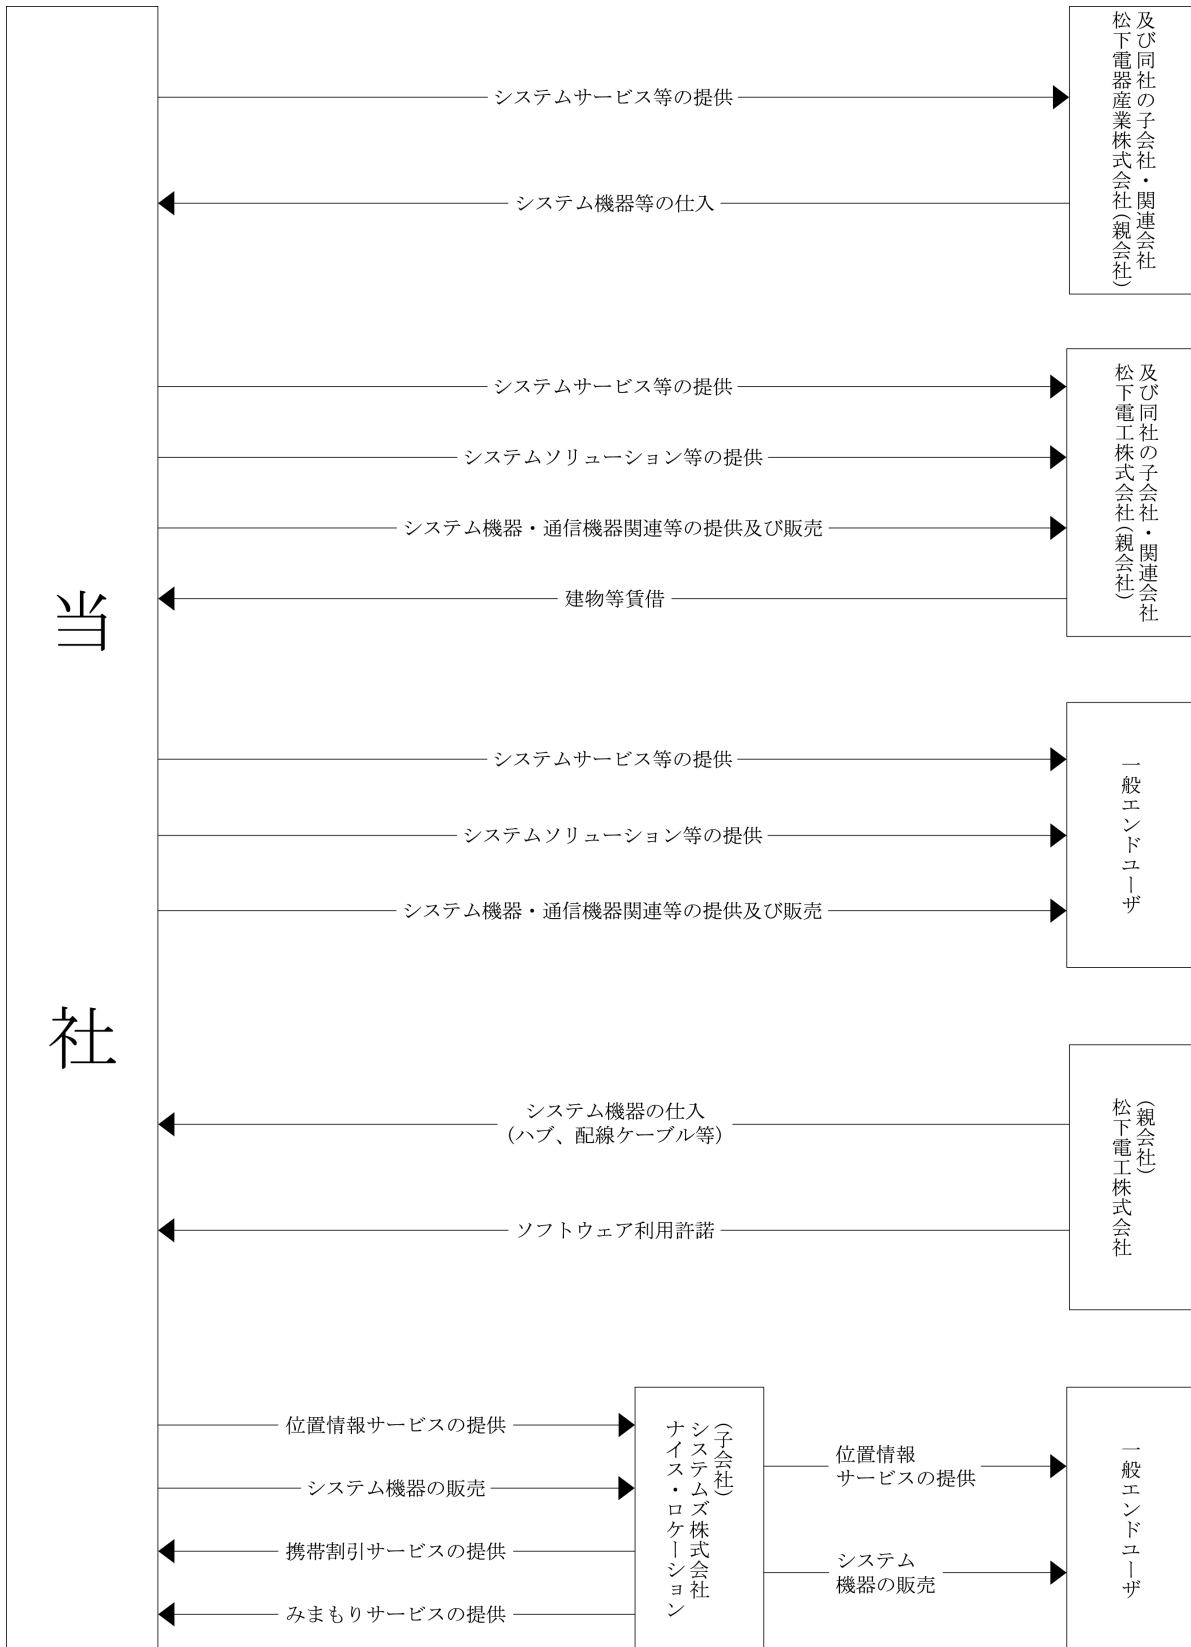 当社
システムサービス等の提供
システム機器等の仕入
松下電器産業株式会社(親会社)
及び同社の子会社・関連会社
システムサービス等の提供
システムソリューション等の提供
システム機器・通信機器関連等の提供及び販売
建物等賃借
松下電工株式会社(親会社)
及び同社の子会社・関連会社
システムサービス等の提供
システムソリューション等の提供
システム機器・通信機器関連等の提供及び販売
一般エンドユーザ
システム機器の仕入
(ハブ、配線ケーブル等)
ソフトウェア利用許諾
(親会社)
松下電工株式会社
位置情報サービスの提供
システム機器の販売
携帯割引サービスの提供
みまもりサービスの提供
(子会社)
ナイス・ロケーション
システムズ株式会社
位置情報
サービスの提供
システム
機器の販売
一般エンドユーザ